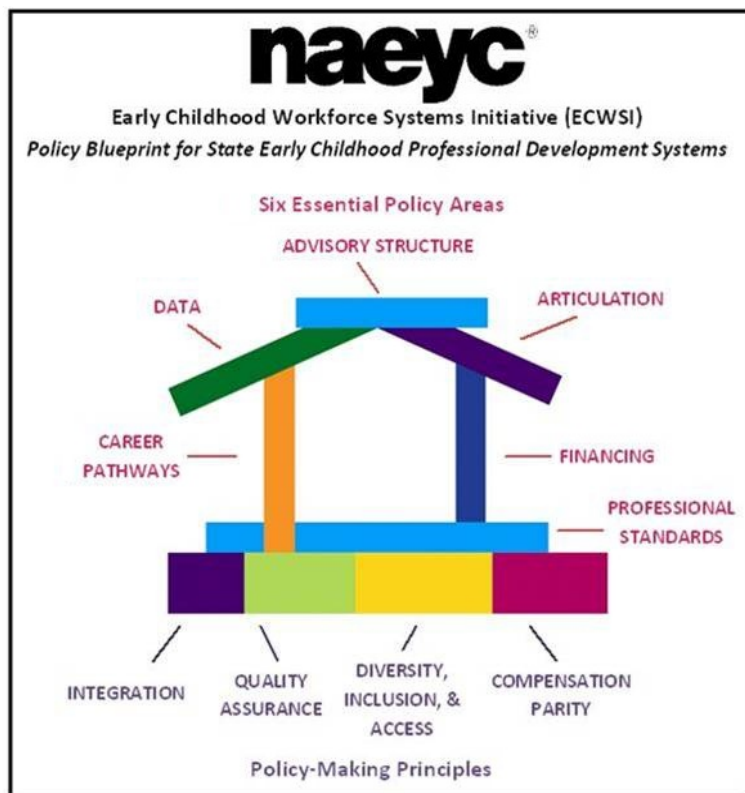 naeyc®
Early Childhood Workforce Systems Initiative (ECWSI)
Policy Blueprint for State Early Childhood Professional Development Systems
Six Essential Policy Areas
ADVISORY STRUCTURE
DATA
ARTICULATION
CAREER
PATHWAYS
FINANCING
PROFESSIONAL
STANDARDS
INTEGRATION
QUALITY
ASSURANCE
DIVERSITY,
INCLUSION, &
ACCESS
COMPENSATION
PARITY
Policy-Making Principles